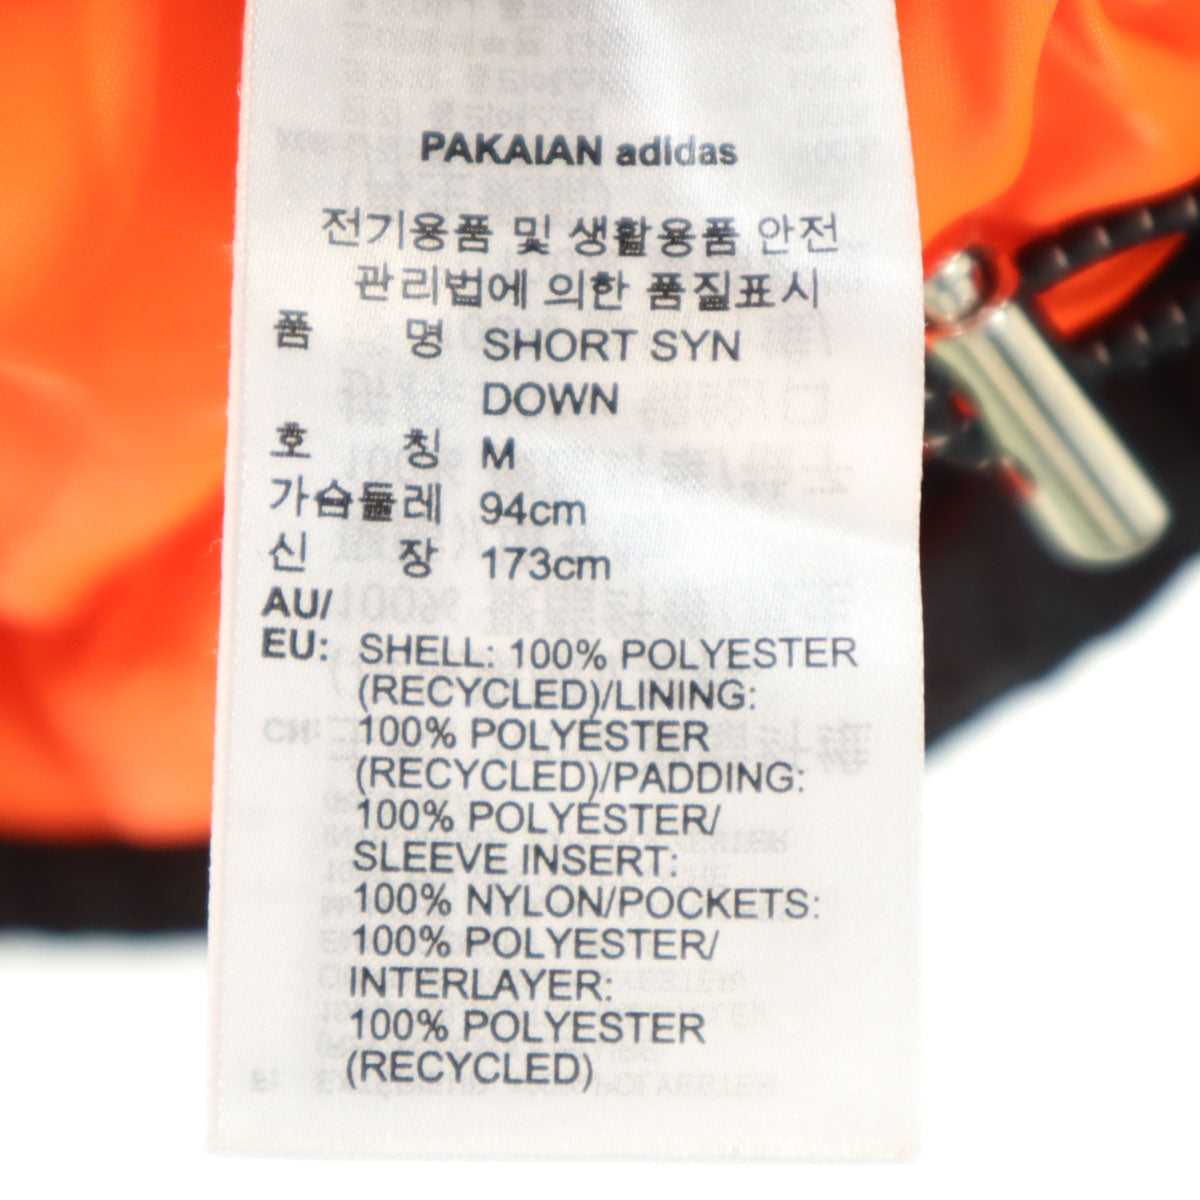 PAKAIAN adidas
전기용품 및 생활용품 안전
관리법에 의한 품질표시
품 명 SHORT SYN
DOWN
호 칭 M
가슴둘레 94cm
신 장 173cm
AU/
EU: SHELL: 100% POLYESTER
(RECYCLED)/LINING:
100% POLYESTER
(RECYCLED)/PADDING:
100% POLYESTER/
SLEEVE INSERT:
100% NYLON/POCKETS:
100% POLYESTER/
INTERLAYER:
100% POLYESTER
(RECYCLED)